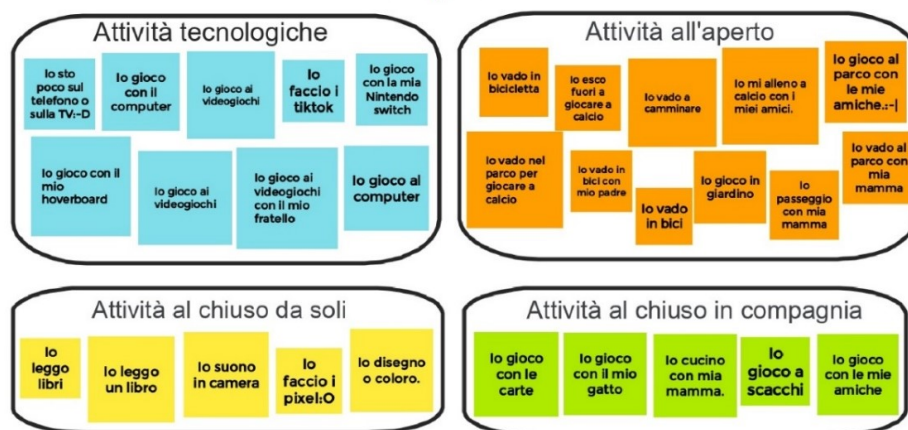 Attività tecnologiche
Io sto
poco sul
telefono o
sulla TV:-D
Io gioco
con il
computer
Io gioco ai
videogiochi
Io
faccio i
tiktok
Io gioco
con la mia
Nintendo
switch
Io gioco con il
mio
hoverboard
Io gioco ai
videogiochi
Io gioco ai
videogiochi
con il mio
fratello
Io gioco al
computer
Attività all'aperto
Io vado in
bicicletta
Io esco
fuori a
giocare a
calcio
Io vado a
camminare
Io mi alleno a
calcio con i
miei amici.
Io gioco al
parco con
le mie
amiche.:-|
Io vado nel
parco per
giocare a
calcio
Io vado in
bici con
mio padre
Io vado
in bici
Io gioco in
giardino
Io
passeggio
con mia
mamma
Io vado al
parco con
mia
mamma
Attività al chiuso da soli
Io
leggo
libri
Io leggo
un libro
Io suono
in camera
Io
faccio i
pixel:O
Io disegno
o coloro.
Attività al chiuso in compagnia
Io gioco
con le
carte
Io gioco
con il mio
gatto
Io cucino
con mia
mamma.
Io
gioco a
scacchi
Io gioco
con le mie
amiche